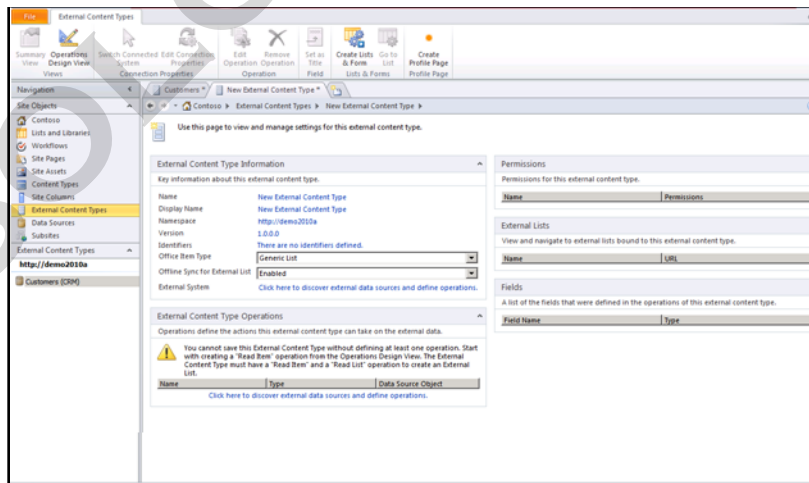 File
External Content Types
Summary View
Operations Design View
Switch Connected System
Edit Connection Properties
Edit Operation
Remove Operation
Set as Title
Create Lists & Form
Go to List
Create Profile Page
Views
Connection Properties
Operation
Field
Lists & Forms
Profile Page
Navigation
Customers *
New External Content Type *
Site Objects
Contoso
Lists and Libraries
Workflows
Site Pages
Site Assets
Content Types
Site Columns
External Content Types
Data Sources
Subsites
External Content Types
http://demo2010a
Customers (CRM)
Contoso
External Content Types
New External Content Type
Use this page to view and manage settings for this external content type.
External Content Type Information
Key information about this external content type.
Name New External Content Type
Display Name New External Content Type
Namespace http://demo2010a
Version 1.0.0.0
Identifiers There are no identifiers defined.
Office Item Type Generic List
Offline Sync for External List Enabled
External System Click here to discover external data sources and define operations.
External Content Type Operations
Operations define the actions this external content type can take on the external data.
You cannot save this External Content Type without defining at least one operation. Start
with creating a "Read Item" operation from the Operations Design View. The External
Content Type must have a "Read Item" and a "Read List" operation to create an External
List.
Name Type Data Source Object
Click here to discover external data sources and define operations.
Permissions
Permissions for this external content type.
Name Permissions
External Lists
View and navigate to external lists bound to this external content type.
Name URL
Fields
A list of the fields that were defined in the operations of this external content type.
Field Name Type